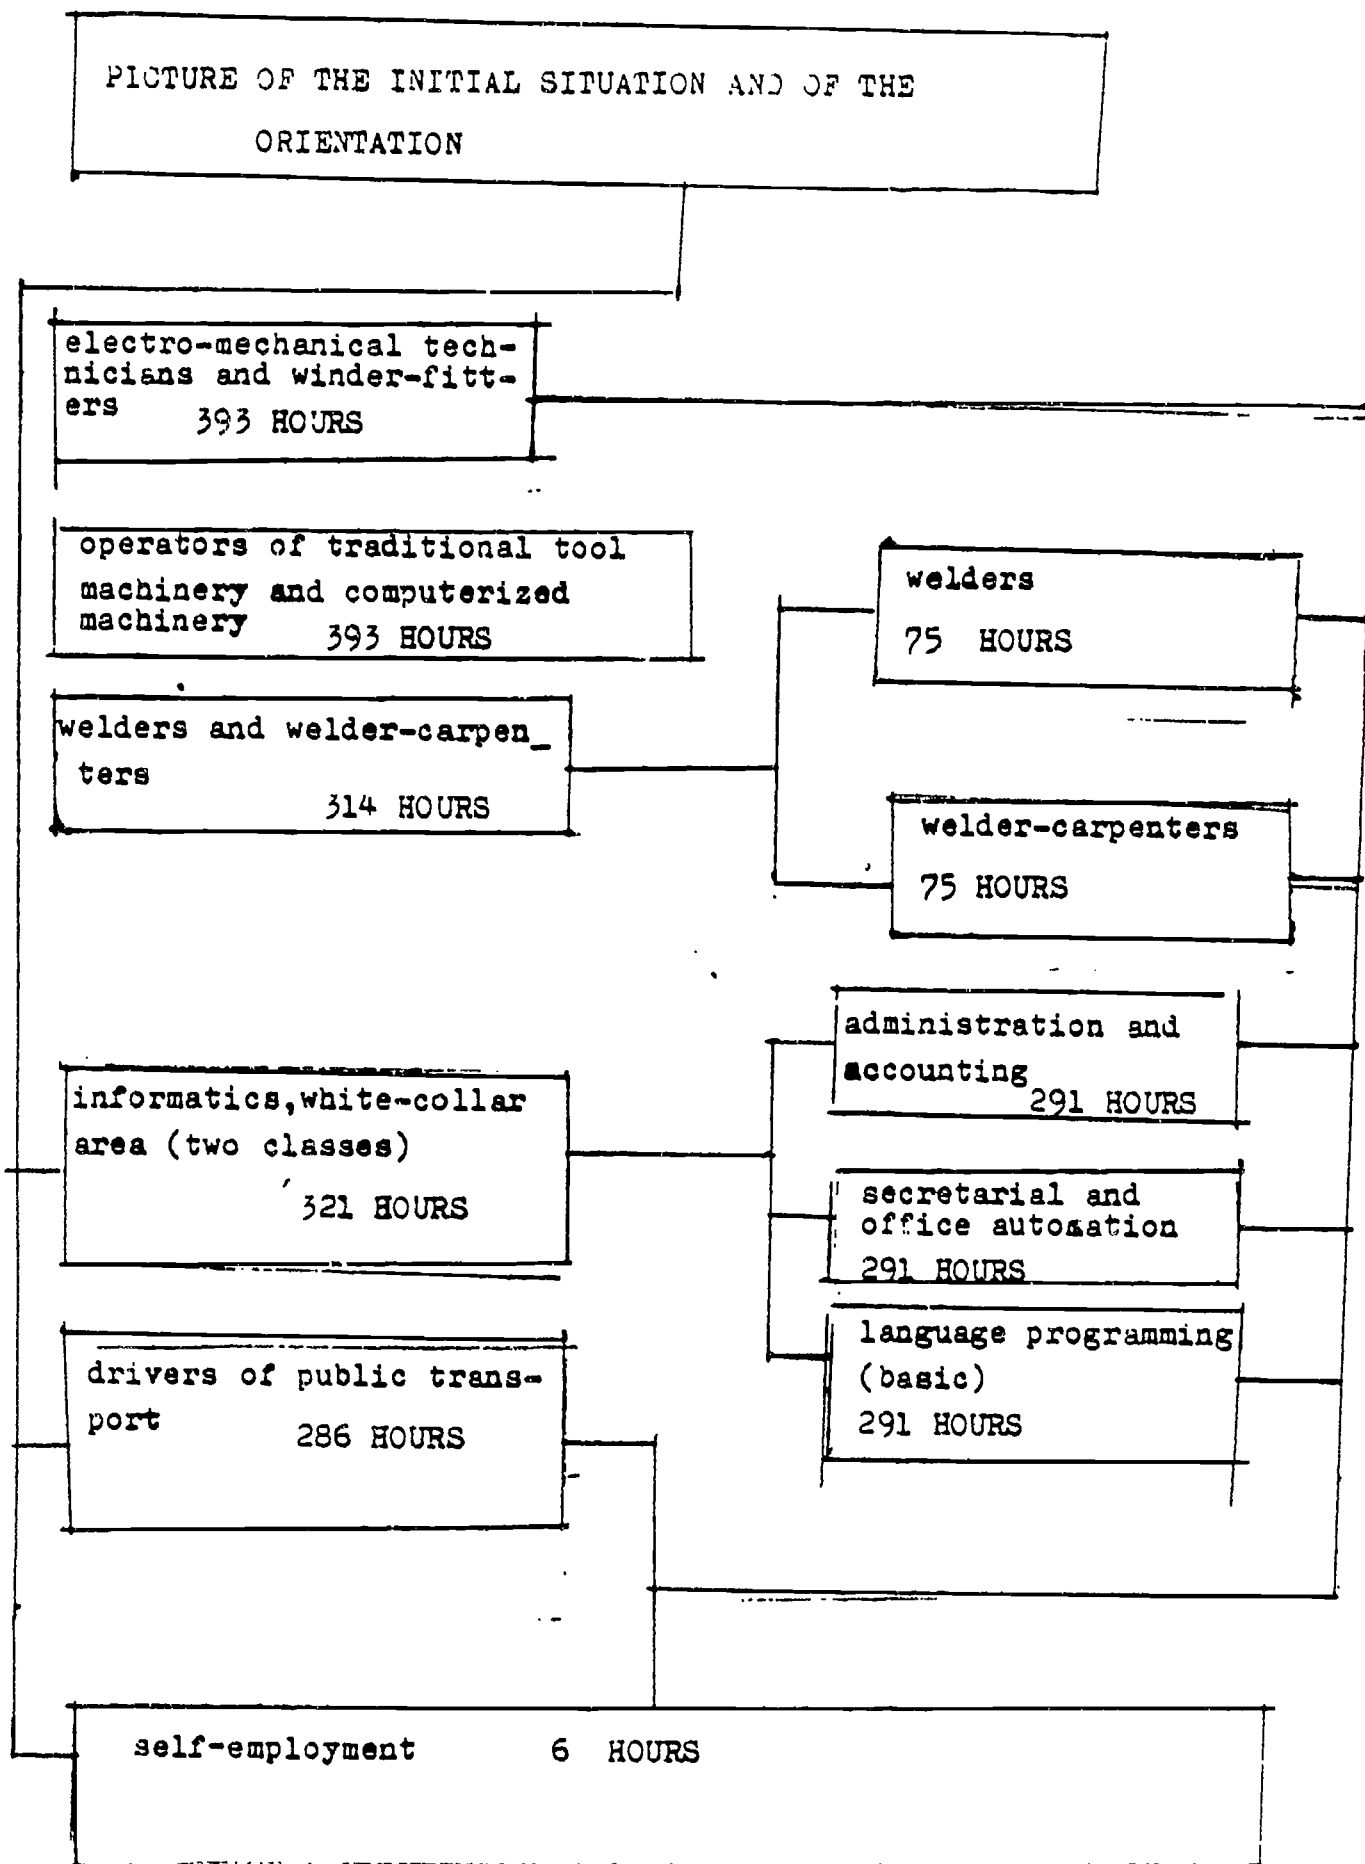 PICTURE OF THE INITIAL SITUATION AND OF THE
ORIENTATION
electro-mechanical tech-
nicians and winder-fitt-
ers 393 HOURS
operators of traditional tool
machinery and computerized
machinery 393 HOURS
welders
75 HOURS
welders and welder-carpen_
ters
314 HOURS
welder-carpenters
75 HOURS
administration and
accounting
291 HOURS
informatics,white-collar
area (two classes)
321 HOURS
secretarial and
office automation
291 HOURS
language programming
(basic)
291 HOURS
drivers of public trans-
port 286 HOURS
self-employment 6 HOURS